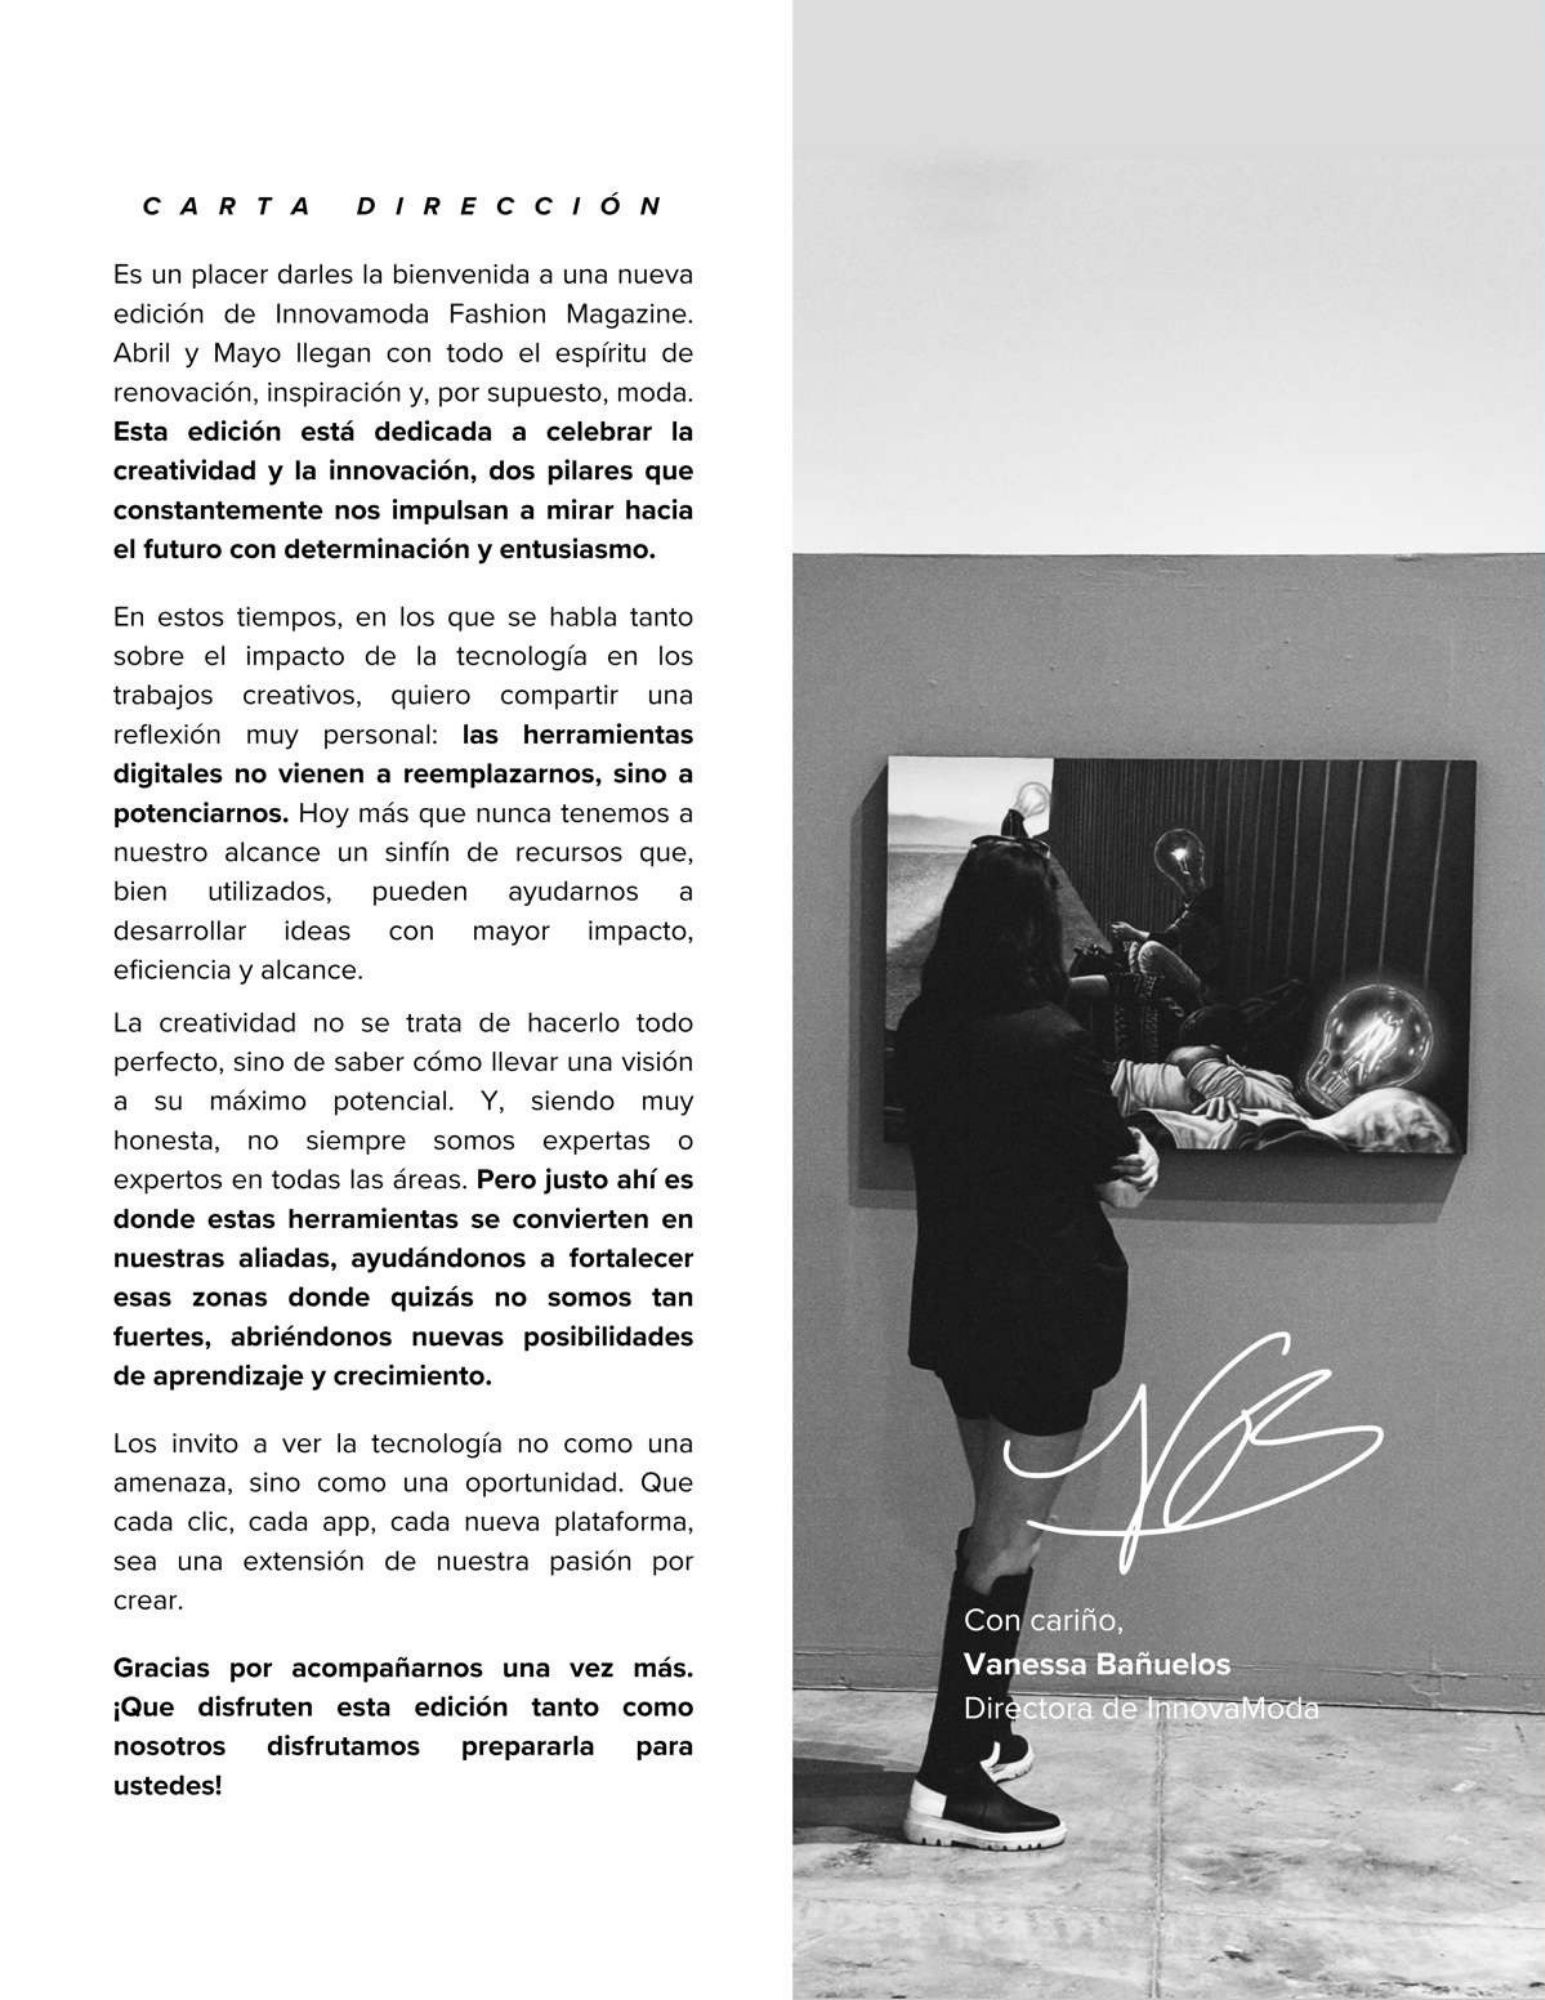 CARTA DIRECCIÓN
Es un placer darles la bienvenida a una nueva
edición de Innovamoda Fashion Magazine.
Abril y Mayo llegan con todo el espíritu de
renovación, inspiración y, por supuesto, moda.
Esta edición está dedicada a celebrar la
creatividad y la innovación, dos pilares que
constantemente nos impulsan a mirar hacia
el futuro con determinación y entusiasmo.
En estos tiempos, en los que se habla tanto
sobre el impacto de la tecnología en los
trabajos creativos, quiero compartir una
reflexión muy personal: las herramientas
digitales no vienen a reemplazarnos, sino a
potenciarnos. Hoy más que nunca tenemos a
nuestro alcance un sinfín de recursos que,
bien utilizados, pueden ayudarnos a
desarrollar ideas con mayor impacto,
eficiencia y alcance.
La creatividad no se trata de hacerlo todo
perfecto, sino de saber cómo llevar una visión
a su máximo potencial. Y, siendo muy
honesta, no siempre somos expertas o
expertos en todas las áreas. Pero justo ahí es
donde estas herramientas se convierten en
nuestras aliadas, ayudándonos a fortalecer
esas zonas donde quizás no somos tan
fuertes, abriéndonos nuevas posibilidades
de aprendizaje y crecimiento.
Los invito a ver la tecnología no como una
amenaza, sino como una oportunidad. Que
cada clic, cada app, cada nueva plataforma,
sea una extensión de nuestra pasión por
crear.
Gracias por acompañarnos una vez más.
¡Que disfruten esta edición tanto como
nosotros disfrutamos prepararla para
ustedes!
Con cariño,
Vanessa Bañuelos
Directora de InnovaModa